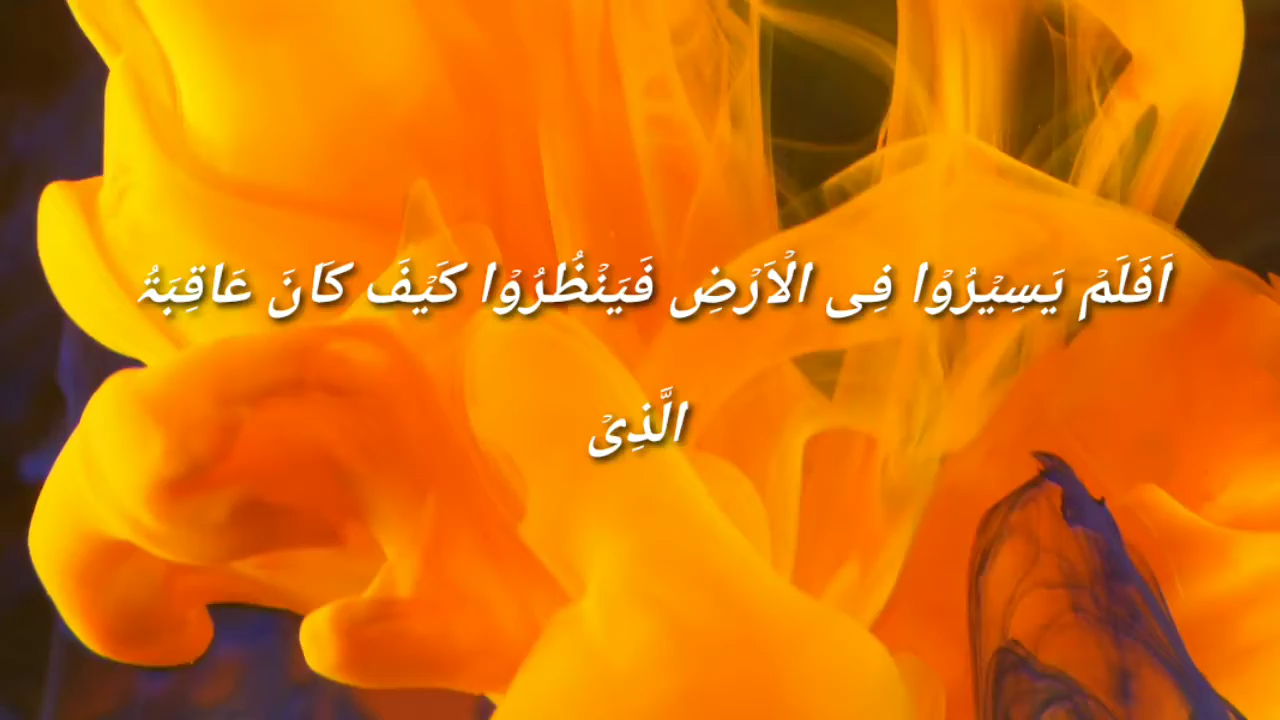 اَفَلَمۡ يَسِيۡرُوۡا فِى الۡاَرۡضِ فَيَنۡظُرُوۡا كَيۡفَ كَانَ عَاقِبَةُ
الَّذِىۡ